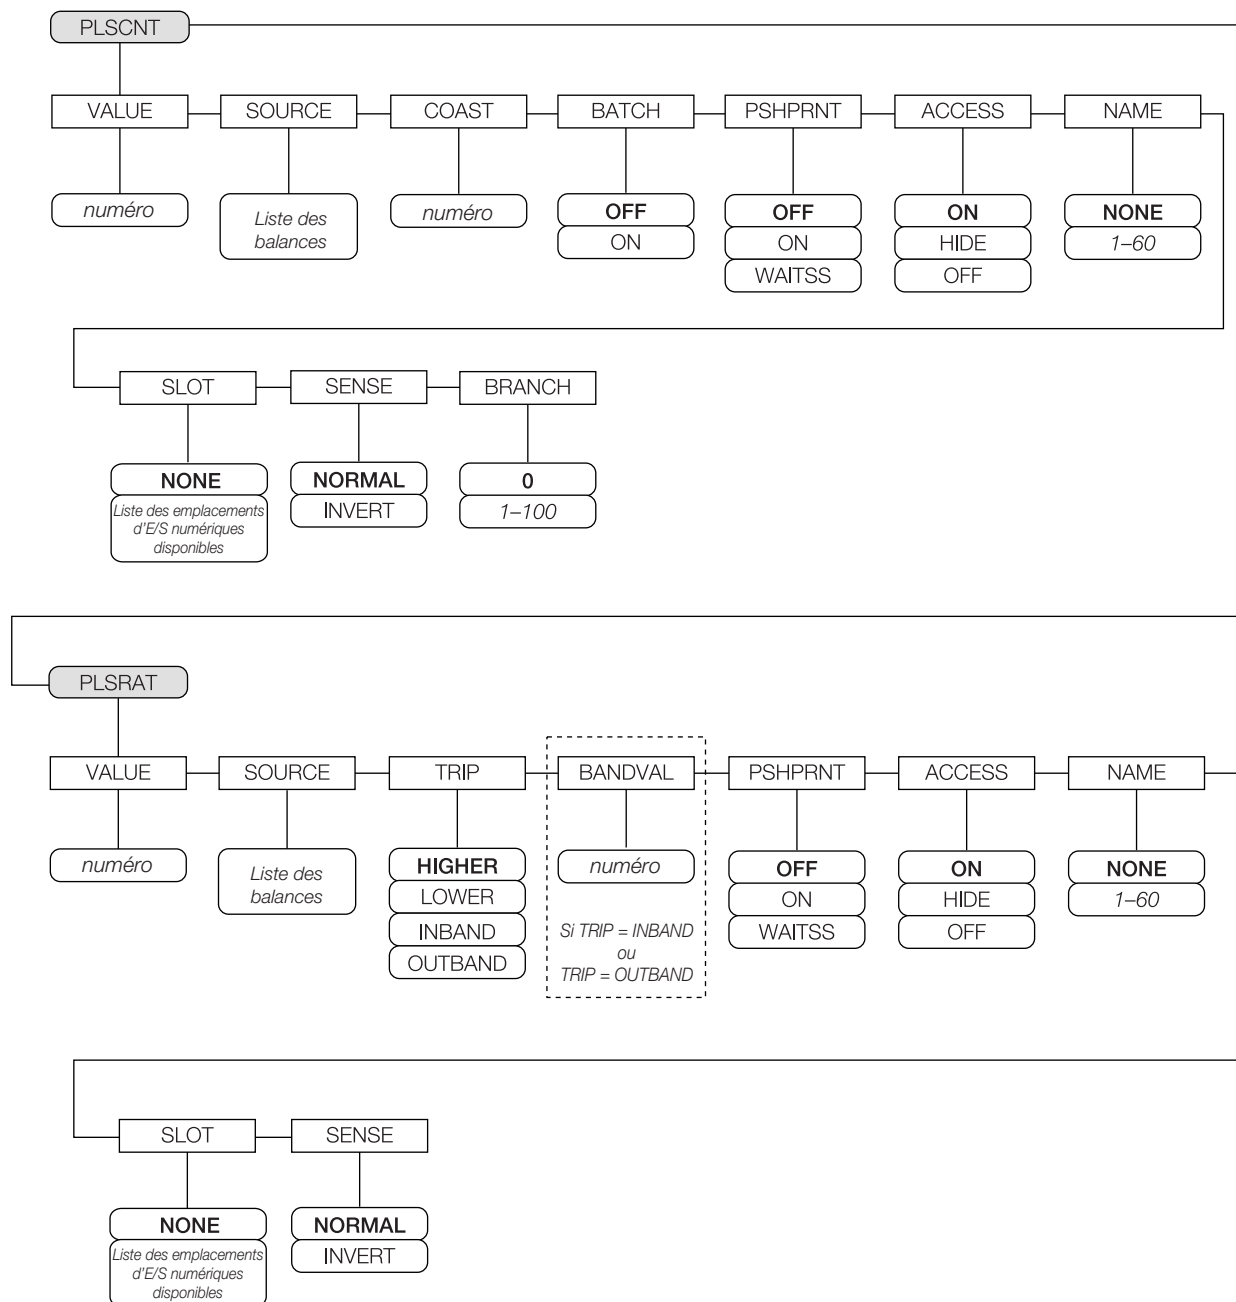 PLSCNT
VALUE SOURCE COAST BATCH PSHPRNT ACCESS NAME
numéro Liste des balances numéro OFF OFF ON NONE
ON ON HIDE 1–60
WAITSS OFF
SLOT SENSE BRANCH
NONE NORMAL 0
Liste des emplacements INVERT 1–100
d'E/S numériques
disponibles
PLSRAT
VALUE SOURCE TRIP BANDVAL PSHPRNT ACCESS NAME
numéro Liste des balances HIGHER numéro OFF ON NONE
LOWER ON HIDE 1–60
INBAND Si TRIP = INBAND WAITSS OFF
ou
OUTBAND TRIP = OUTBAND
SLOT SENSE
NONE NORMAL
Liste des emplacements INVERT
d'E/S numériques
disponibles